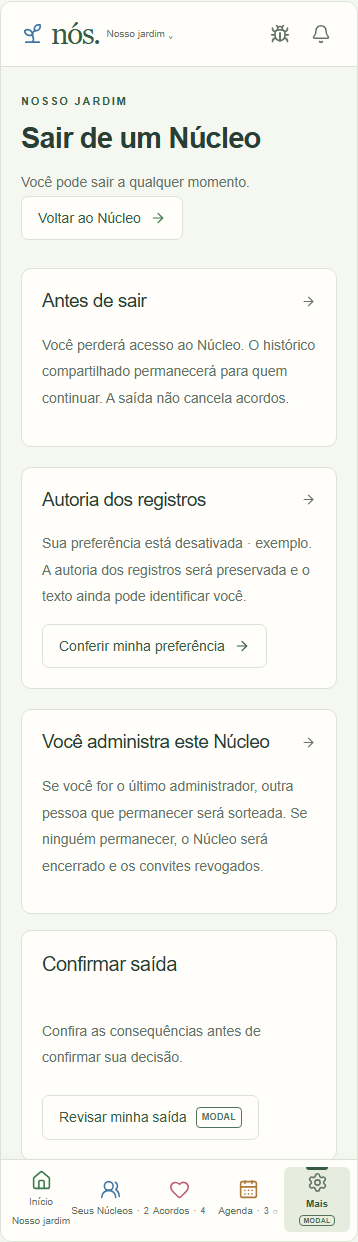 nós. Nosso jardim
NOSSO JARDIM
Sair de um Núcleo
Você pode sair a qualquer momento.
Voltar ao Núcleo
Antes de sair
Você perderá acesso ao Núcleo. O histórico
compartilhado permanecerá para quem
continuar. A saída não cancela acordos.
Autoria dos registros
Sua preferência está desativada · exemplo.
A autoria dos registros será preservada e o
texto ainda pode identificar você.
Conferir minha preferência
Você administra este Núcleo
Se você for o último administrador, outra
pessoa que permanecer será sorteada. Se
ninguém permanecer, o Núcleo será
encerrado e os convites revogados.
Confirmar saída
Confira as consequências antes de
confirmar sua decisão.
Revisar minha saída MODAL
Início
Nosso jardim
Seus Núcleos · 2
Acordos · 4
Agenda · 3
Mais
MODAL